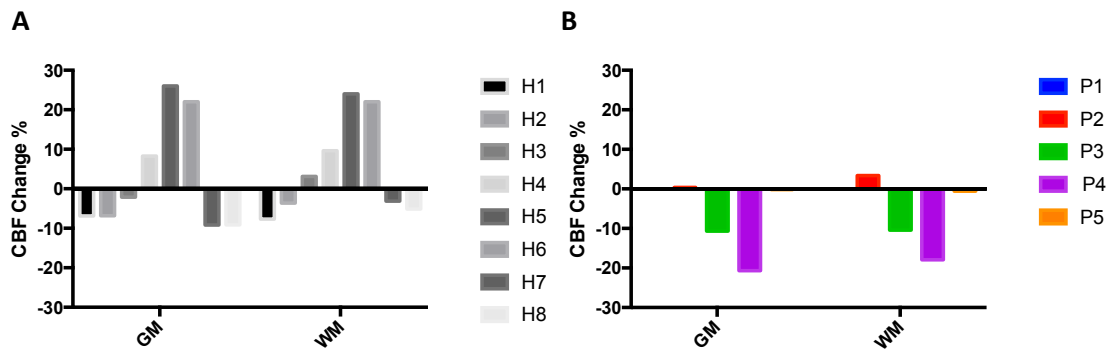 A
CBF Change %
30
20
10
0
-10
-20
-30
GM
WM
H1
H2
H3
H4
H5
H6
H7
H8
B
CBF Change %
30
20
10
0
-10
-20
-30
GM
WM
P1
P2
P3
P4
P5